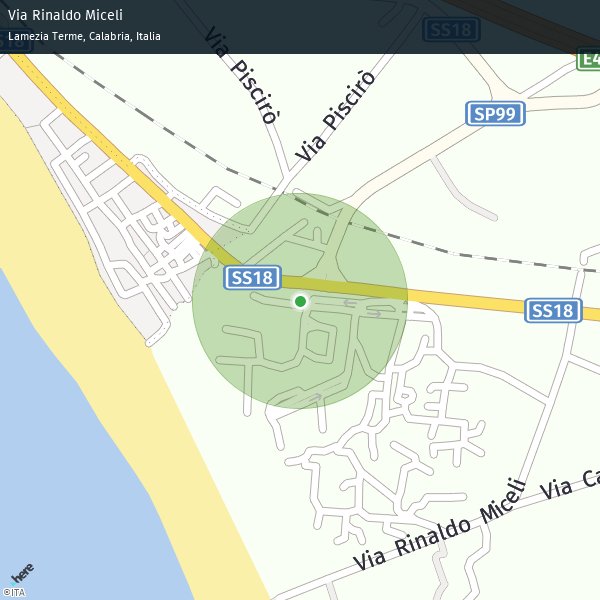 Via Rinaldo Miceli
Lamezia Terme, Calabria, Italia
SS18
SS18
E4
Via Piscirò
Via Piscirò
SP99
SS18
SS18
Via Rinaldo Miceli
Via Ca
here
©ITA